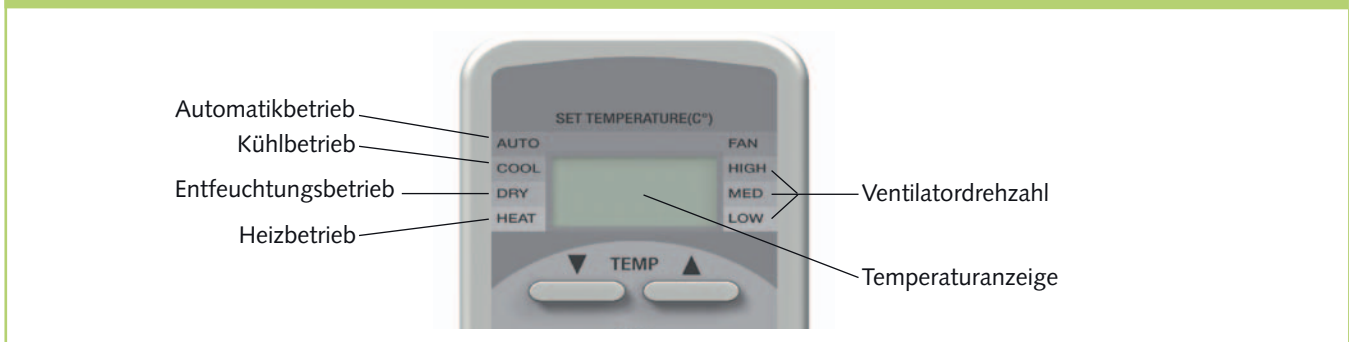 Automatikbetrieb
Kühlbetrieb
Entfeuchtungsbetrieb
Heizbetrieb
SET TEMPERATURE(C°)
AUTO
COOL
DRY
HEAT
FAN
HIGH
MED
LOW
▼ TEMP ▲
Ventilatordrehzahl
Temperaturanzeige